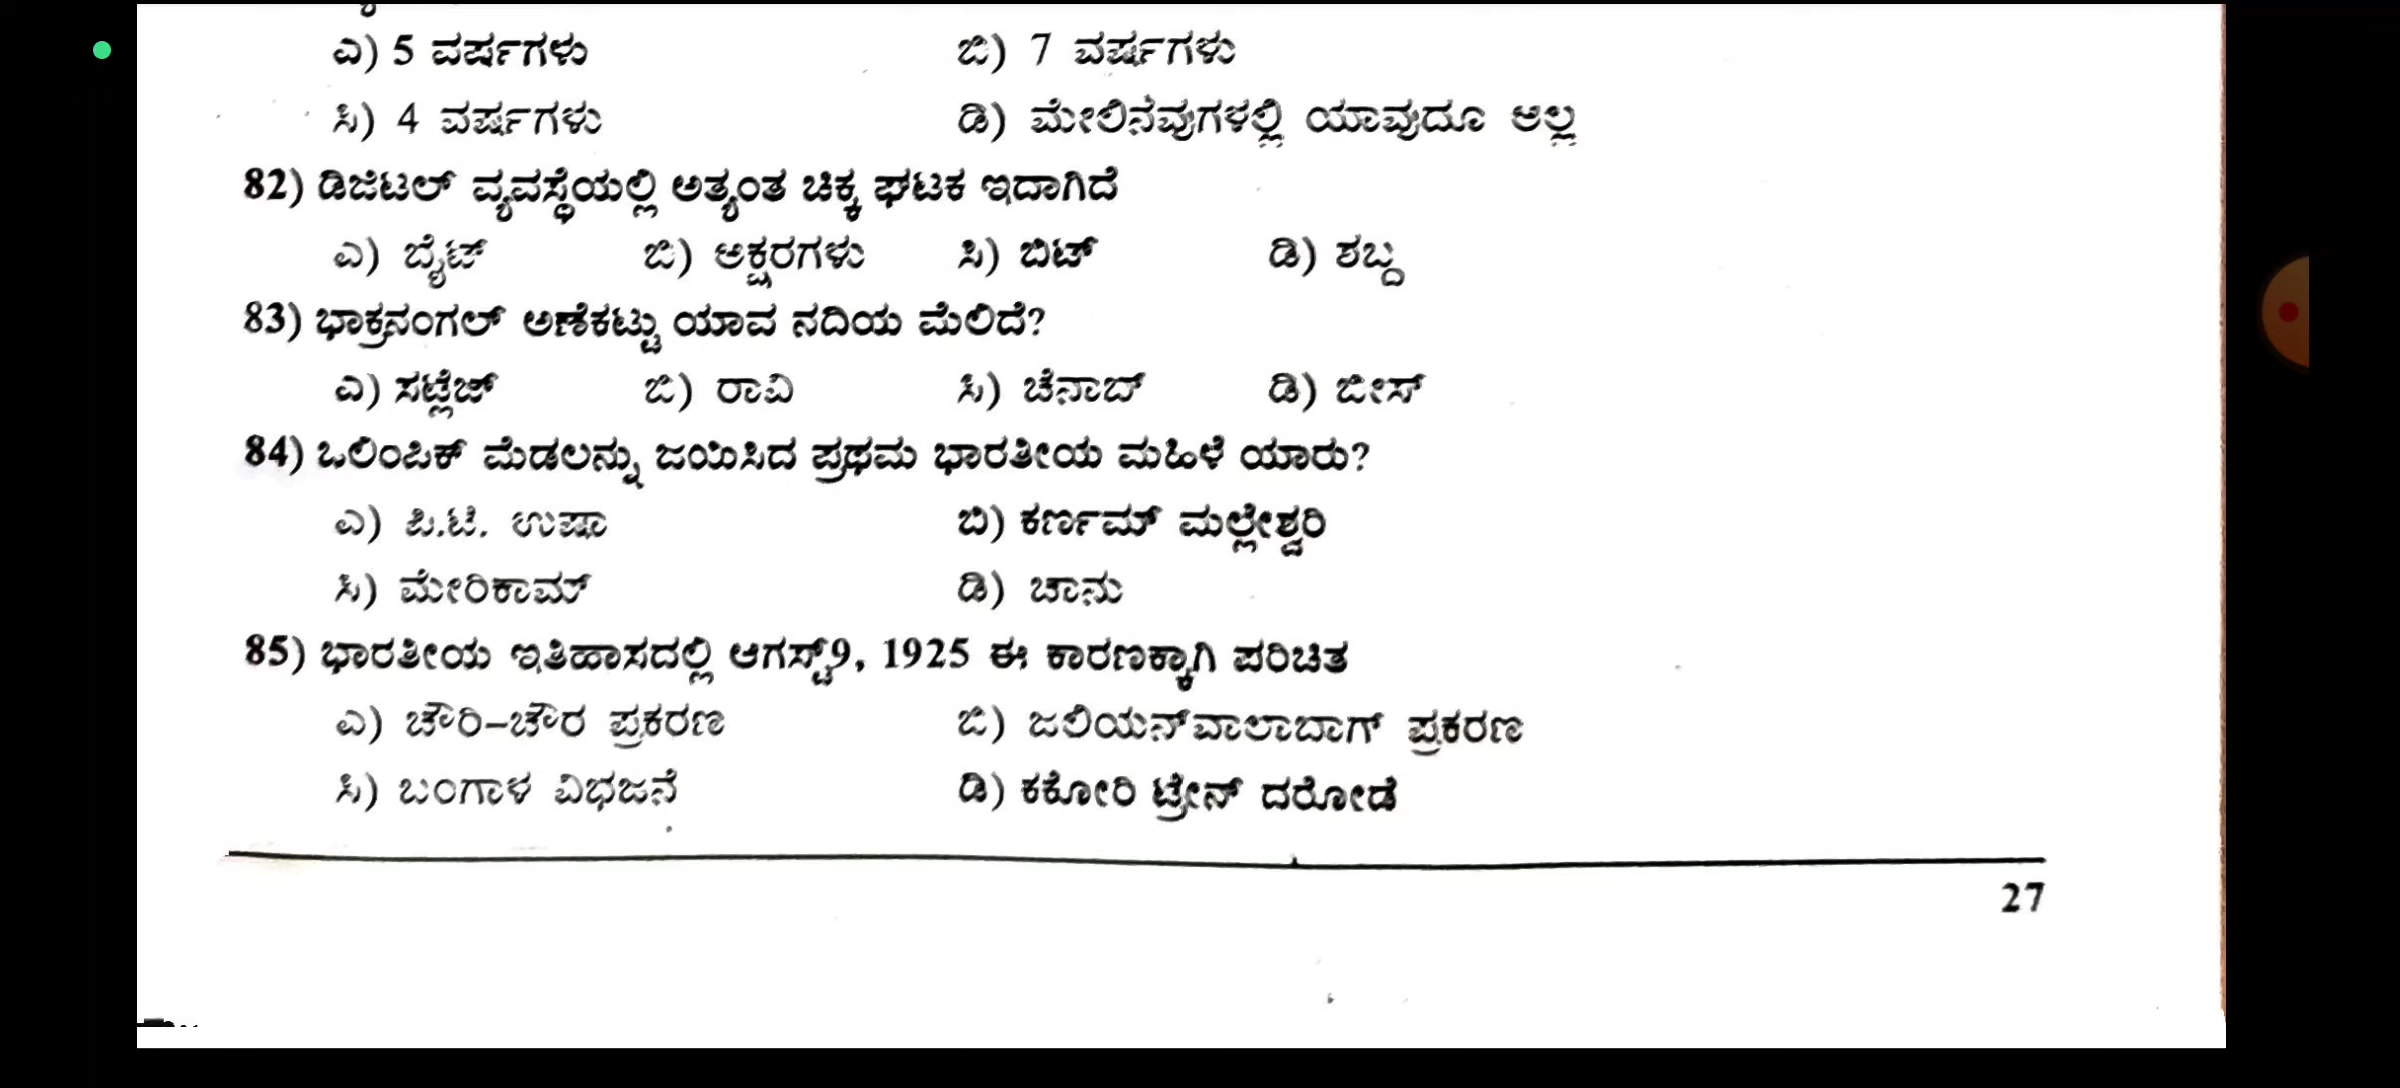 ಎ) 5 ವರ್ಷಗಳು ಬಿ) 7 ವರ್ಷಗಳು
ಸಿ) 4 ವರ್ಷಗಳು ಡಿ) ಮೇಲಿನವುಗಳಲ್ಲಿ ಯಾವುದೂ ಅಲ್ಲ
82) ಡಿಜಿಟಲ್ ವ್ಯವಸ್ಥೆಯಲ್ಲಿ ಅತ್ಯಂತ ಚಿಕ್ಕ ಘಟಕ ಇದಾಗಿದೆ
ಎ) ಬೈಟ್ ಬಿ) ಅಕ್ಷರಗಳು ಸಿ) ಬಿಟ್ ಡಿ) ಶಬ್ದ
83) ಭಾಕ್ರನಂಗಲ್ ಅಣೆಕಟ್ಟು ಯಾವ ನದಿಯ ಮೆಲಿದೆ?
ಎ) ಸಟ್ಲೆಜ್ ಬಿ) ರಾವಿ ಸಿ) ಚೆನಾಬ್ ಡಿ) ಬೀಸ್
84) ಒಲಿಂಪಿಕ್ ಮೆಡಲನ್ನು ಜಯಿಸಿದ ಪ್ರಥಮ ಭಾರತೀಯ ಮಹಿಳೆ ಯಾರು?
ಎ) ಪಿ.ಟಿ. ಉಷಾ ಬಿ) ಕರ್ಣಮ್ ಮಲ್ಲೇಶ್ವರಿ
ಸಿ) ಮೇರಿಕಾಮ್ ಡಿ) ಚಾನು
85) ಭಾರತೀಯ ಇತಿಹಾಸದಲ್ಲಿ ಆಗಸ್ಟ್9, 1925 ಈ ಕಾರಣಕ್ಕಾಗಿ ಪರಿಚಿತ
ಎ) ಚೌರಿ-ಚೌರ ಪ್ರಕರಣ ಬಿ) ಜಲಿಯನ್‌ವಾಲಾಬಾಗ್ ಪ್ರಕರಣ
ಸಿ) ಬಂಗಾಳ ವಿಭಜನೆ ಡಿ) ಕಕೋರಿ ಟ್ರೇನ್ ದರೋಡೆ
27